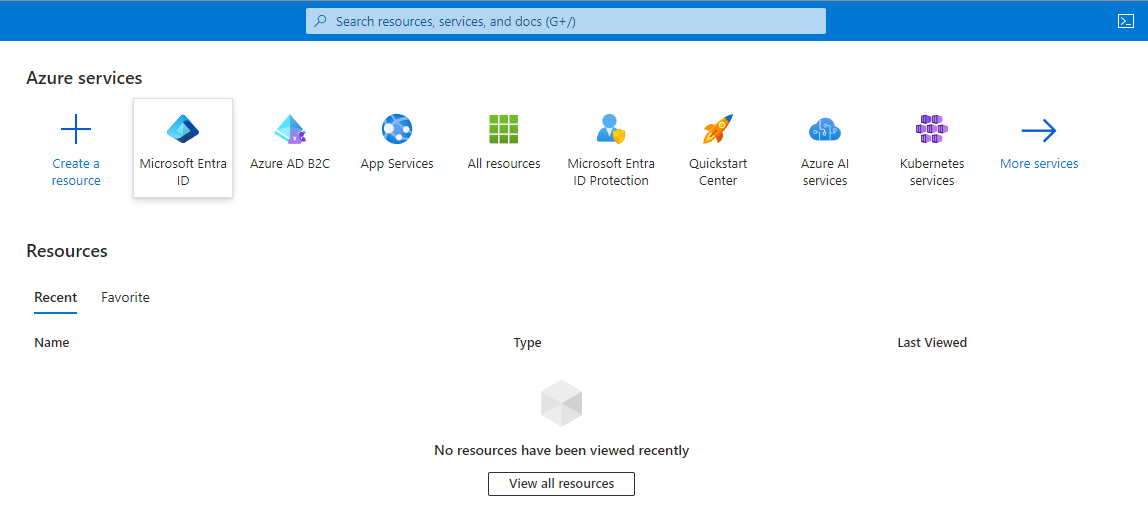 Search resources, services, and docs (G+/)
Azure services
Create a
resource
Microsoft Entra
ID
Azure AD B2C
App Services
All resources
Microsoft Entra
ID Protection
Quickstart
Center
Azure AI
services
Kubernetes
services
More services
Resources
Recent
Favorite
Name
Type
Last Viewed
No resources have been viewed recently
View all resources